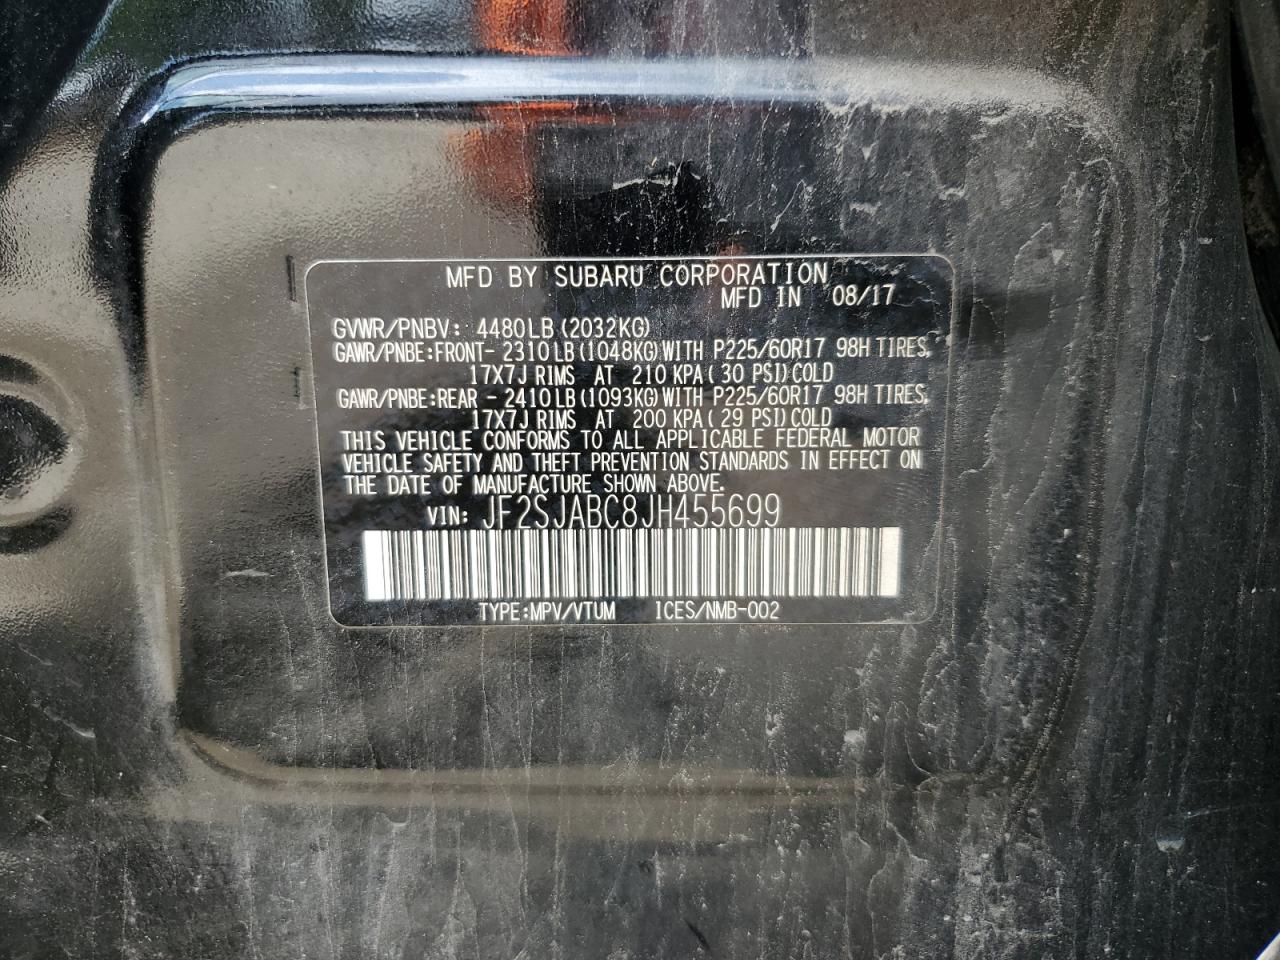 MFD BY SUBARU CORPORATION
MFD IN 08/17
GVWR/PNBV: 4480LB(2032KG)
GAWR/PNBE:FRONT- 2310LB(1048KG)WITH P225/60R17 98H TIRES,
17X7J RIMS AT 210 KPA(30 PSI)COLD
GAWR/PNBE:REAR - 2410LB(1093KG)WITH P225/60R17 98H TIRES,
17X7J RIMS AT 200 KPA(29 PSI)COLD
THIS VEHICLE CONFORMS TO ALL APPLICABLE FEDERAL MOTOR
VEHICLE SAFETY AND THEFT PREVENTION STANDARDS IN EFFECT ON
THE DATE OF MANUFACTURE SHOWN ABOVE.
VIN: JF2SJABC8JH455699
TYPE:MPV/VTUM ICES/NMB-002